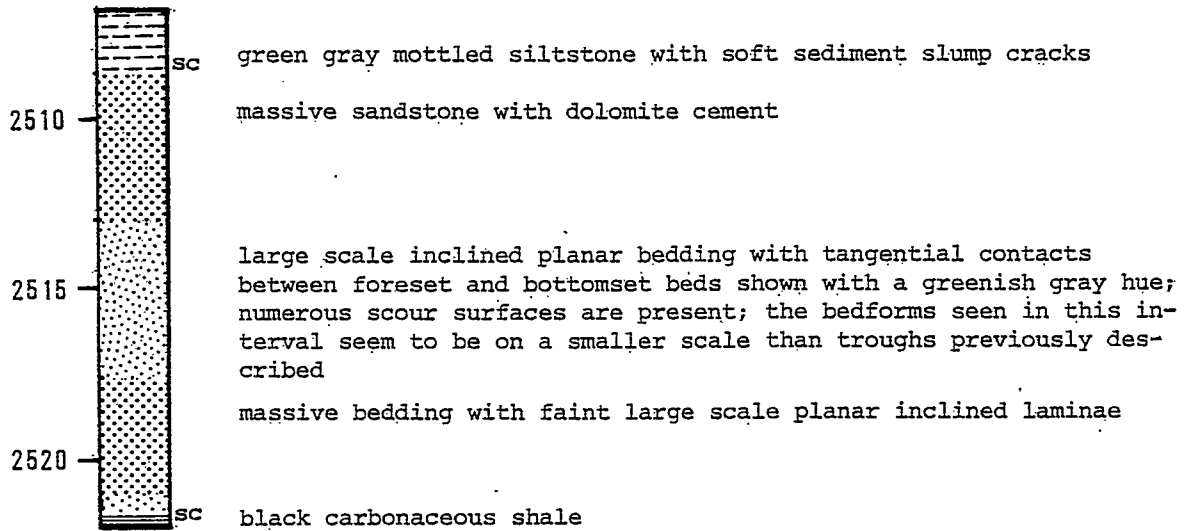 sc green gray mottled siltstone with soft sediment slump cracks
2510 massive sandstone with dolomite cement
large scale inclined planar bedding with tangential contacts
2515 between foreset and bottomset beds shown with a greenish gray hue;
numerous scour surfaces are present; the bedforms seen in this in-
terval seem to be on a smaller scale than troughs previously des-
cribed
massive bedding with faint large scale planar inclined laminae
2520
sc black carbonaceous shale